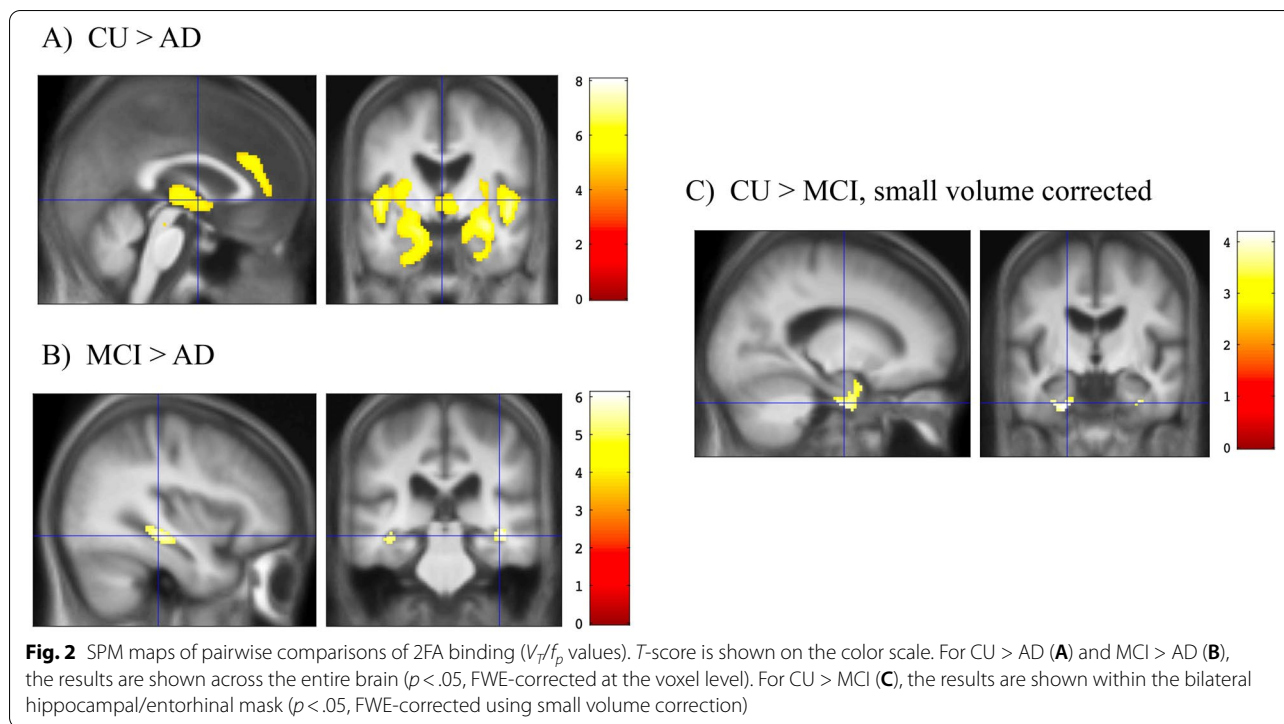 A) CU > AD
8
6
4
2
0
B) MCI > AD
6
5
4
3
2
1
0
C) CU > MCI, small volume corrected
4
3
2
1
0
Fig. 2 SPM maps of pairwise comparisons of 2FA binding (V_T/f_p values). T-score is shown on the color scale. For CU > AD (A) and MCI > AD (B),
the results are shown across the entire brain (p < .05, FWE-corrected at the voxel level). For CU > MCI (C), the results are shown within the bilateral
hippocampal/entorhinal mask (p < .05, FWE-corrected using small volume correction)